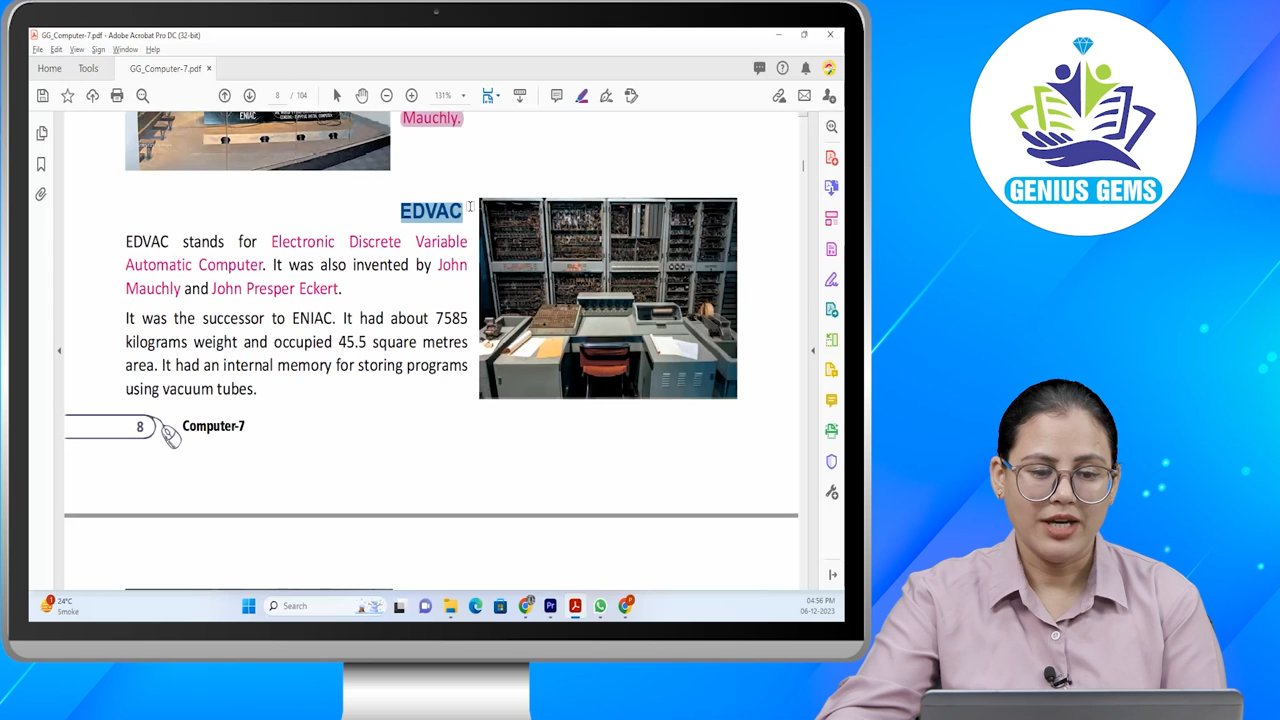 GG_Computer-7.pdf - Adobe Acrobat Pro DC (32-bit)
File Edit View Sign Window Help
Home Tools GG_Computer-7.pdf ×
8 / 104 131%
ENIAC
Mauchly.
EDVAC
EDVAC stands for Electronic Discrete Variable
Automatic Computer. It was also invented by John
Mauchly and John Presper Eckert.
It was the successor to ENIAC. It had about 7585
kilograms weight and occupied 45.5 square metres
area. It had an internal memory for storing programs
using vacuum tubes.
8 Computer-7
1 24°C
Smoke
Search
04:56 PM
06-12-2023
GENIUS GEMS